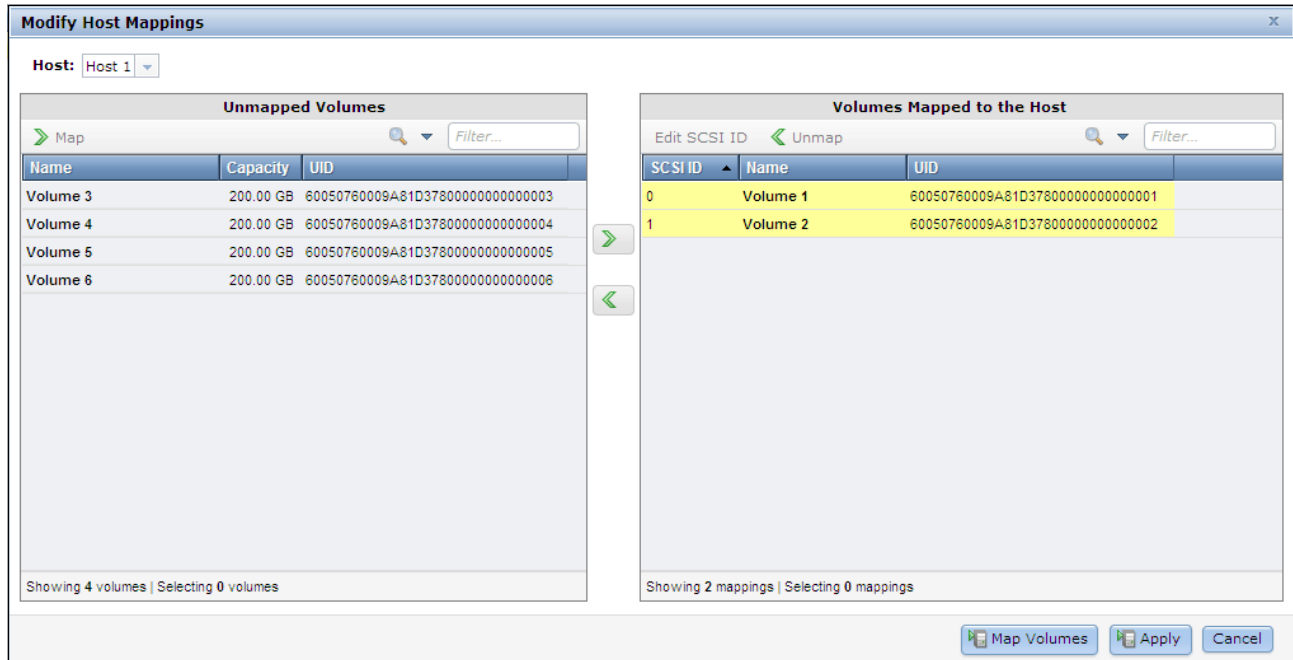 Modify Host Mappings x
Host: Host 1
Unmapped Volumes
Map Filter...
Name Capacity UID
Volume 3 200.00 GB 60050760009A81D37800000000000003
Volume 4 200.00 GB 60050760009A81D37800000000000004
Volume 5 200.00 GB 60050760009A81D37800000000000005
Volume 6 200.00 GB 60050760009A81D37800000000000006
Showing 4 volumes | Selecting 0 volumes
Volumes Mapped to the Host
Edit SCSI ID Unmap Filter...
SCSI ID Name UID
0 Volume 1 60050760009A81D37800000000000001
1 Volume 2 60050760009A81D37800000000000002
Showing 2 mappings | Selecting 0 mappings
Map Volumes Apply Cancel